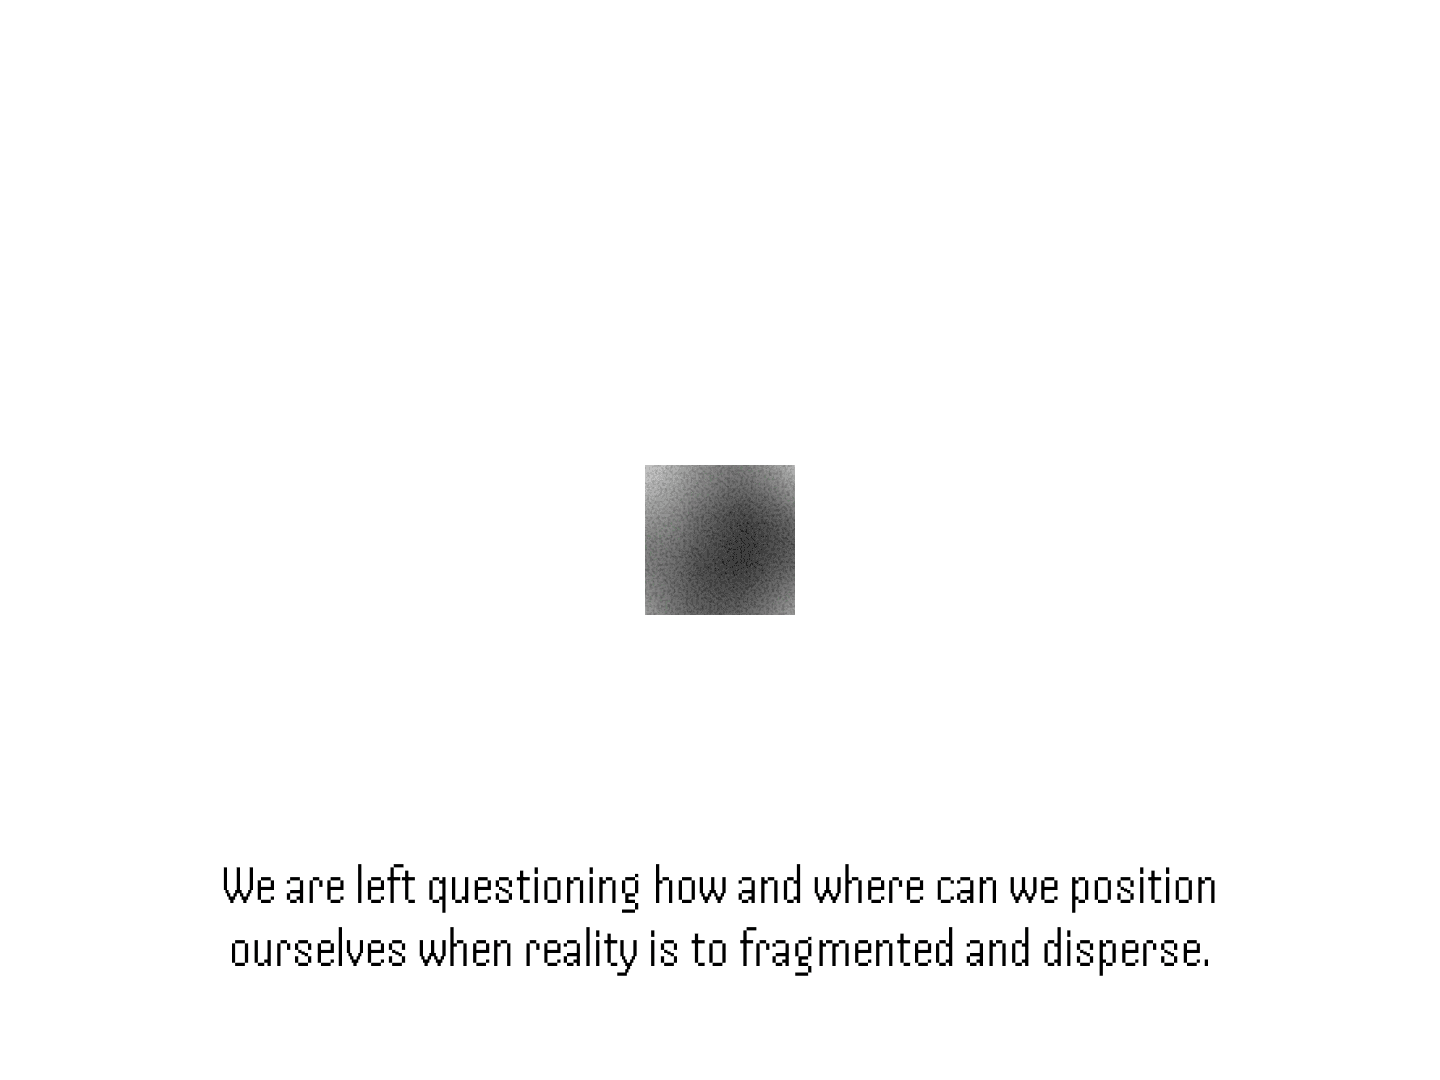 We are left questioning how and where can we position
ourselves when reality is to fragmented and disperse.